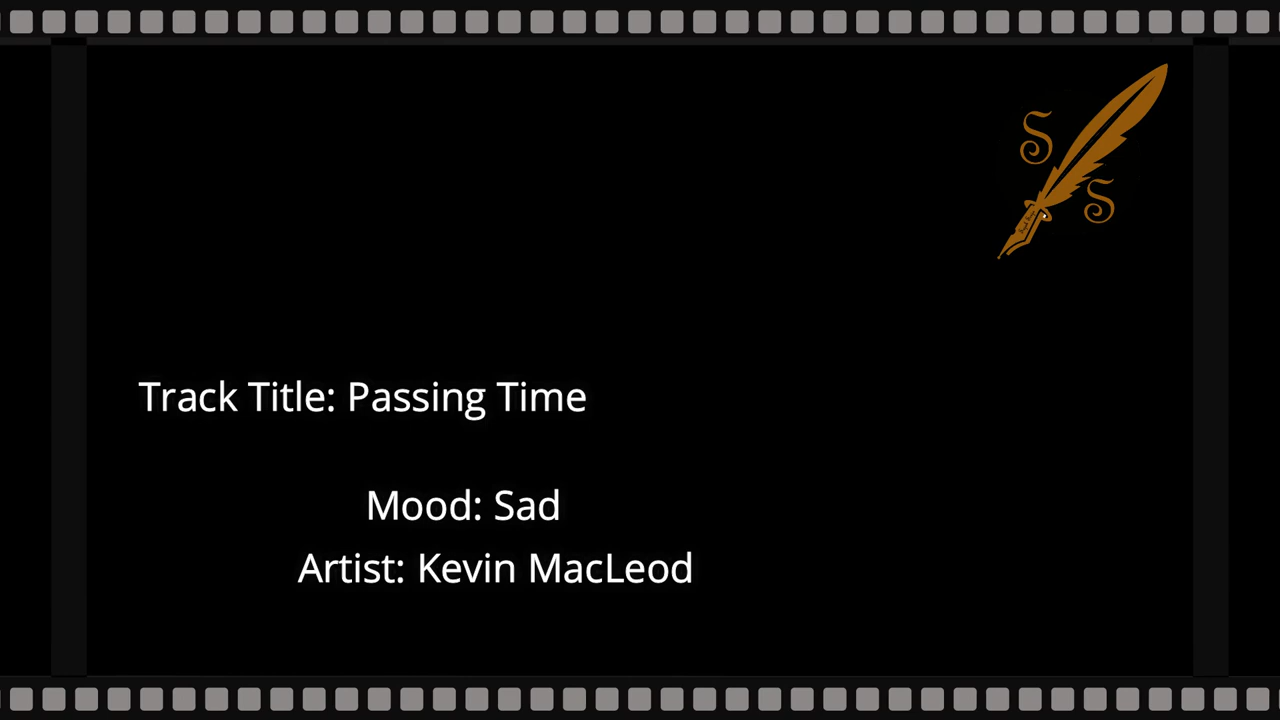 S
S
Track Title: Passing Time
Mood: Sad
Artist: Kevin MacLeod